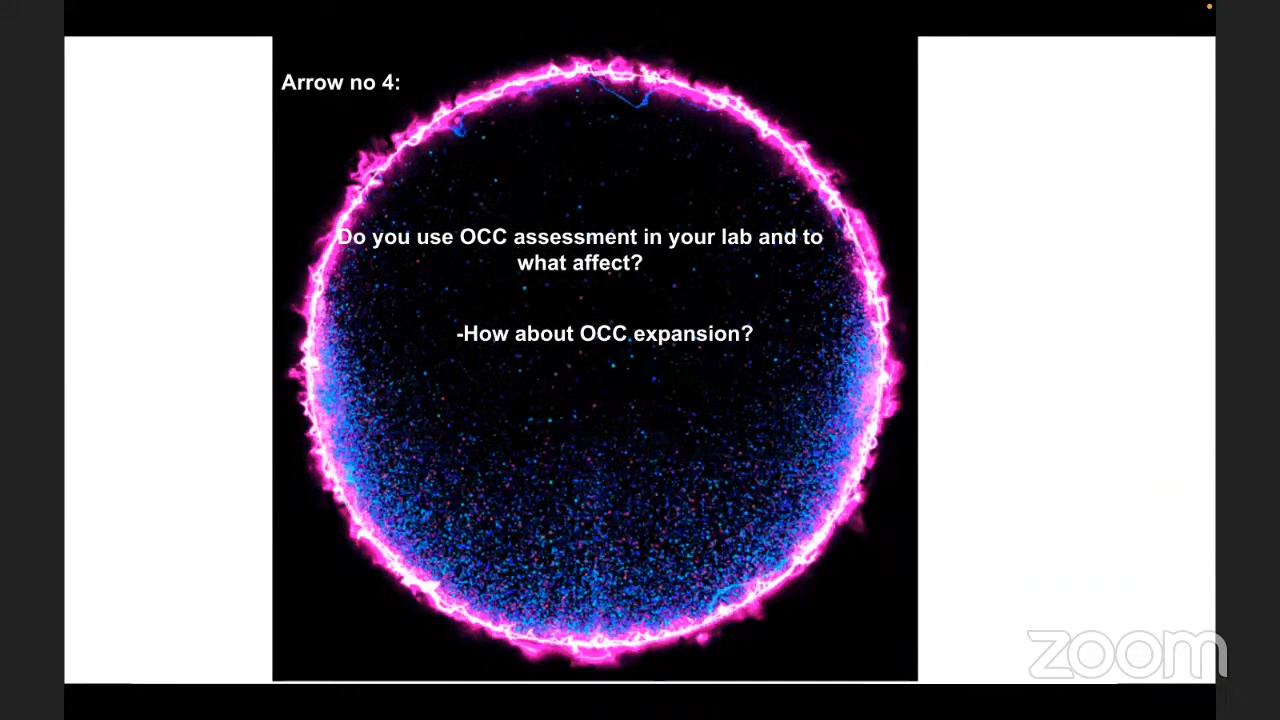 Arrow no 4:
Do you use OCC assessment in your lab and to
what affect?
-How about OCC expansion?
zoom